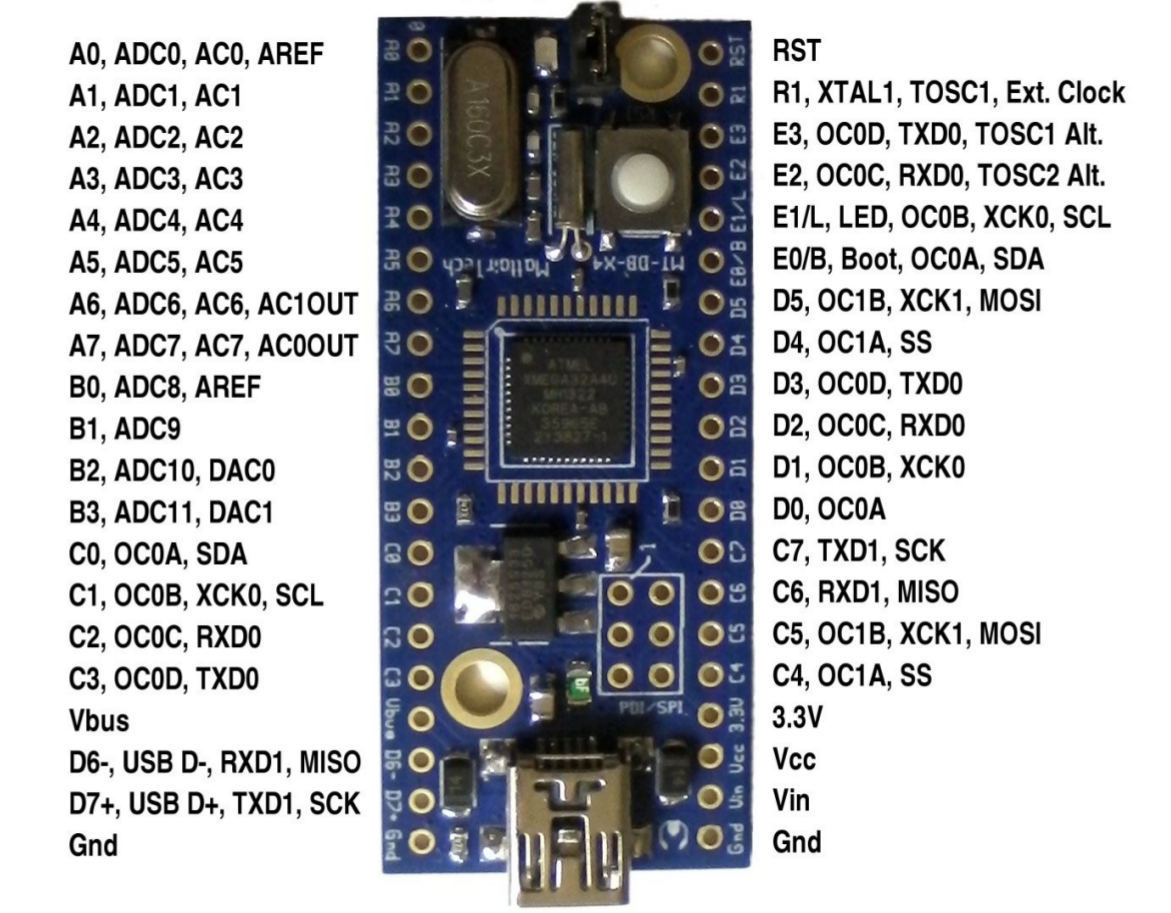 A0, ADC0, AC0, AREF
A1, ADC1, AC1
A2, ADC2, AC2
A3, ADC3, AC3
A4, ADC4, AC4
A5, ADC5, AC5
A6, ADC6, AC6, AC1OUT
A7, ADC7, AC7, AC0OUT
B0, ADC8, AREF
B1, ADC9
B2, ADC10, DAC0
B3, ADC11, DAC1
C0, OC0A, SDA
C1, OC0B, XCK0, SCL
C2, OC0C, RXD0
C3, OC0D, TXD0
Vbus
D6-, USB D-, RXD1, MISO
D7+, USB D+, TXD1, SCK
Gnd
0
A0
A1
A2
A3
A4
A5
A6
A7
B0
B1
B2
B3
C0
C1
C2
C3
Vbus
D6-
D7+
Gnd
A160C3X
MattairTech
MT-DB-X4
ATMEL
XMEGA32A4U
KOREA-AB
1
PDI/SPI
RST
R1
E3
E2
E1/L
E0/B
D5
D4
D3
D2
D1
D0
C7
C6
C5
C4
3.3V
Vcc
Vin
Gnd
RST
R1, XTAL1, TOSC1, Ext. Clock
E3, OC0D, TXD0, TOSC1 Alt.
E2, OC0C, RXD0, TOSC2 Alt.
E1/L, LED, OC0B, XCK0, SCL
E0/B, Boot, OC0A, SDA
D5, OC1B, XCK1, MOSI
D4, OC1A, SS
D3, OC0D, TXD0
D2, OC0C, RXD0
D1, OC0B, XCK0
D0, OC0A
C7, TXD1, SCK
C6, RXD1, MISO
C5, OC1B, XCK1, MOSI
C4, OC1A, SS
3.3V
Vcc
Vin
Gnd